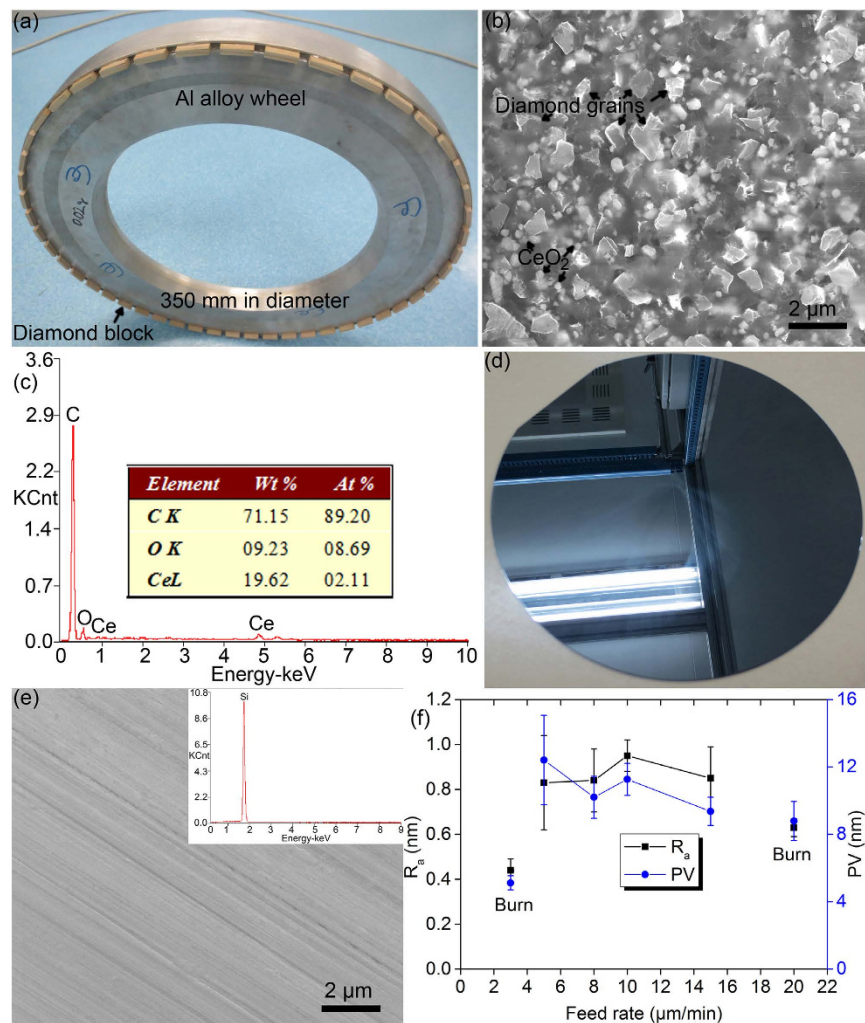 (a)
Al alloy wheel
350 mm in diameter
Diamond block
(b)
Diamond grains
CeO₂
2 µm
(c)
3.6
2.9
2.2
KCnt
1.4
0.7
0.0
C
O
Ce
Ce
Element Wt % At %
C K 71.15 89.20
O K 09.23 08.69
CeL 19.62 02.11
0 1 2 3 4 5 6 7 8 9 10
Energy-keV
(d)
(e)
10.8
8.6
KCnt
4.3
2.2
0.0
Si
0 1 2 3 4 5 6 7 8 9
Energy-keV
2 µm
(f)
1.2
1.0
0.8
0.6
0.4
0.2
0.0
Rₐ (nm)
Rₐ
PV
Burn
Burn
16
12
8
4
0
PV (nm)
0 2 4 6 8 10 12 14 16 18 20 22
Feed rate (µm/min)